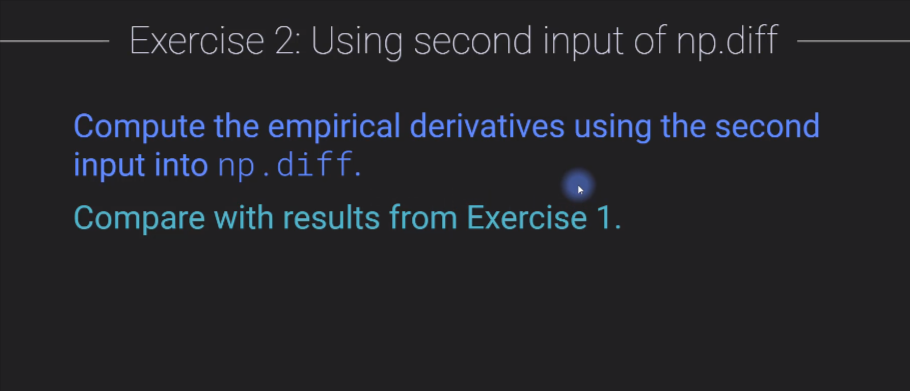 Exercise 2: Using second input of np.diff
Compute the empirical derivatives using the second
input into np.diff.
Compare with results from Exercise 1.